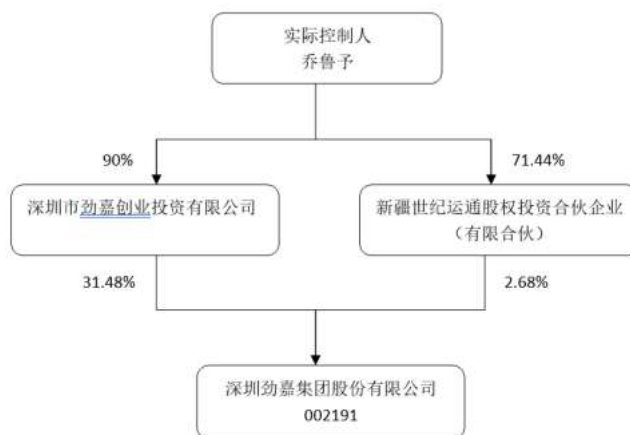 实际控制人
乔鲁予
90%
71.44%
深圳市劲嘉创业投资有限公司
新疆世纪运通股权投资合伙企业
（有限合伙）
31.48%
2.68%
深圳劲嘉集团股份有限公司
002191